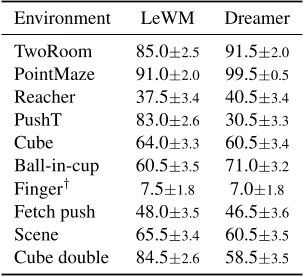 Environment LeWM Dreamer
TwoRoom 85.0±2.5 91.5±2.0
PointMaze 91.0±2.0 99.5±0.5
Reacher 37.5±3.4 40.5±3.4
PushT 83.0±2.6 30.5±3.3
Cube 64.0±3.3 60.5±3.4
Ball-in-cup 60.5±3.5 71.0±3.2
Finger† 7.5±1.8 7.0±1.8
Fetch push 48.0±3.5 46.5±3.6
Scene 65.5±3.4 60.5±3.5
Cube double 84.5±2.6 58.5±3.5